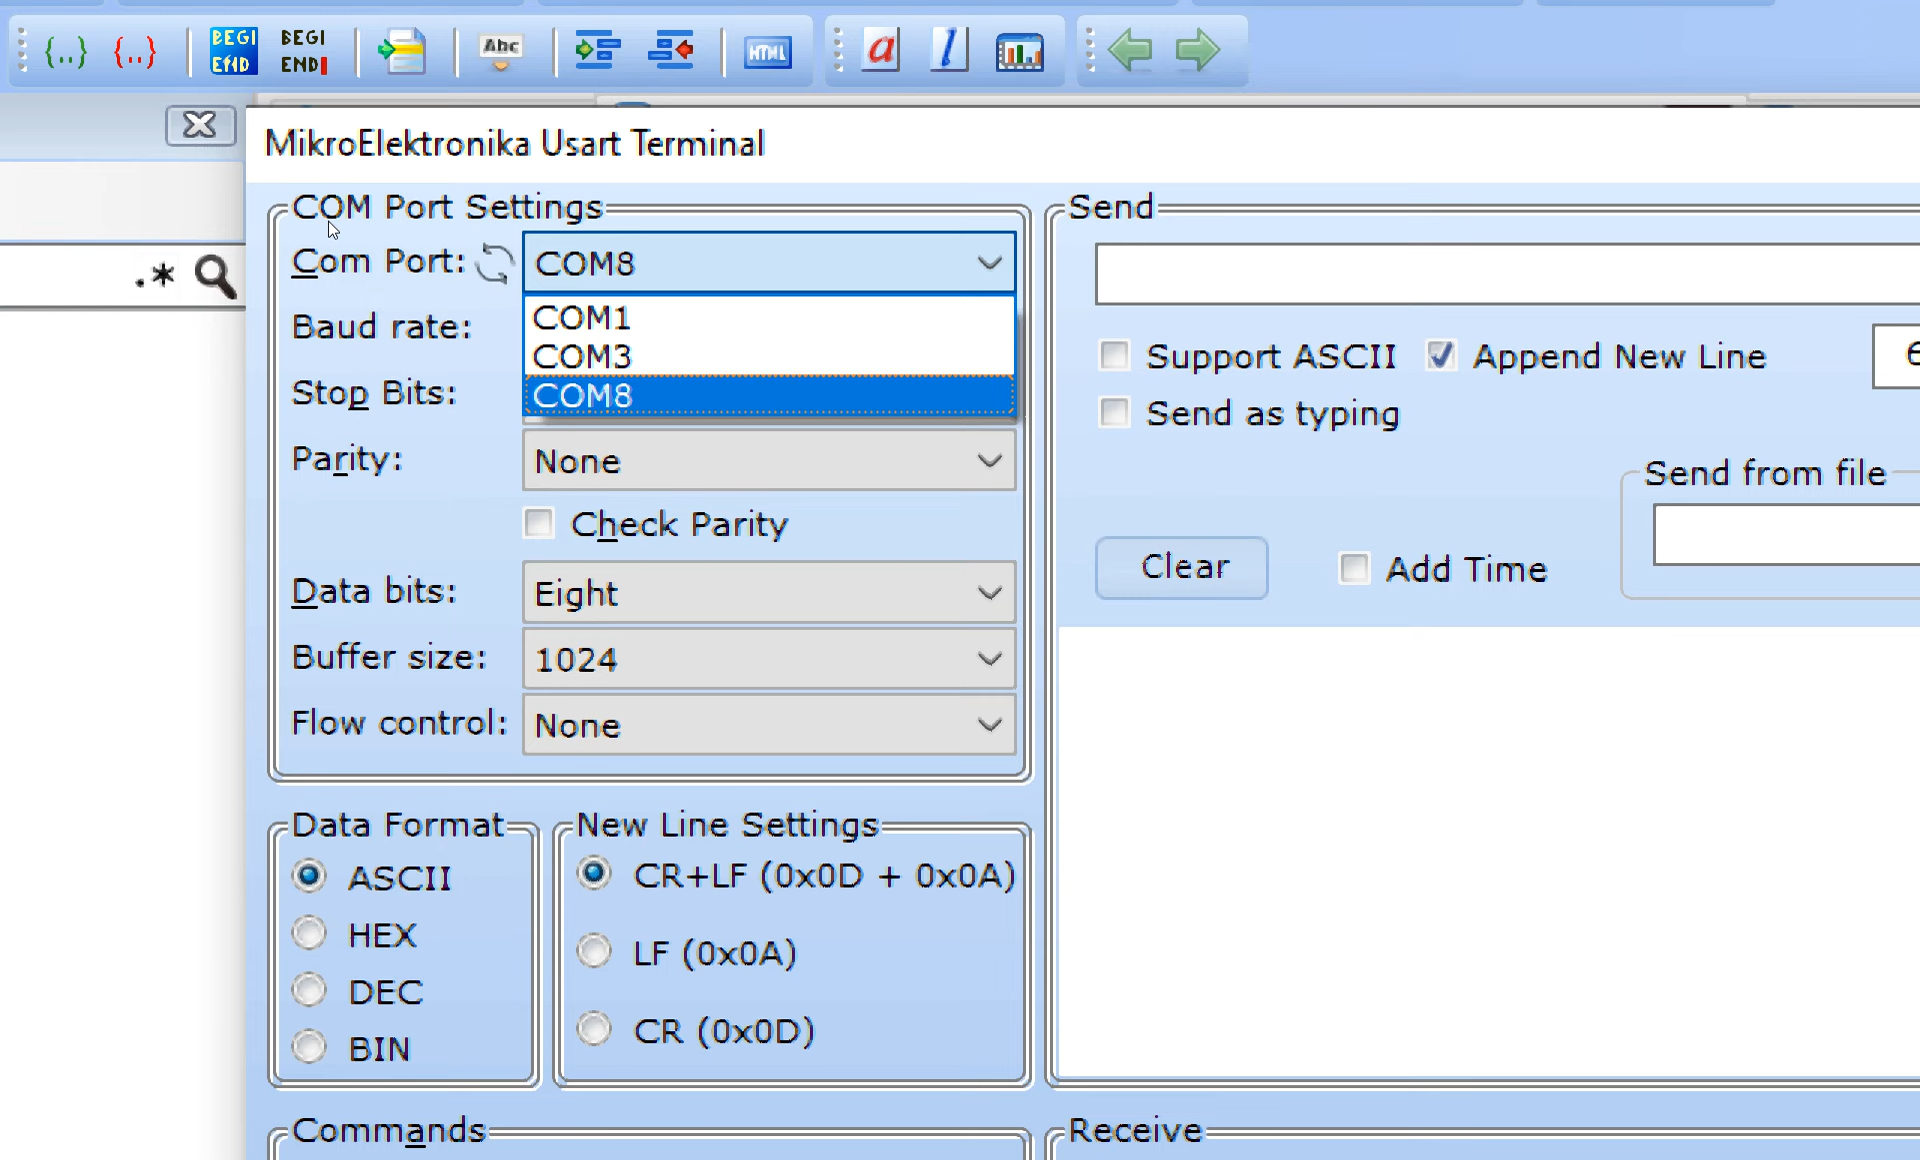 BEGI
END
BEGI
END
Abc
HTML
a
l
MikroElektronika Usart Terminal
COM Port Settings
Com Port:
COM8
COM1
COM3
COM8
Baud rate:
Stop Bits:
Parity:
None
Check Parity
Data bits:
Eight
Buffer size:
1024
Flow control:
None
Send
Support ASCII
Append New Line
Send as typing
Send from file
Clear
Add Time
.*
Data Format
ASCII
HEX
DEC
BIN
New Line Settings
CR+LF (0x0D + 0x0A)
LF (0x0A)
CR (0x0D)
Commands
Receive